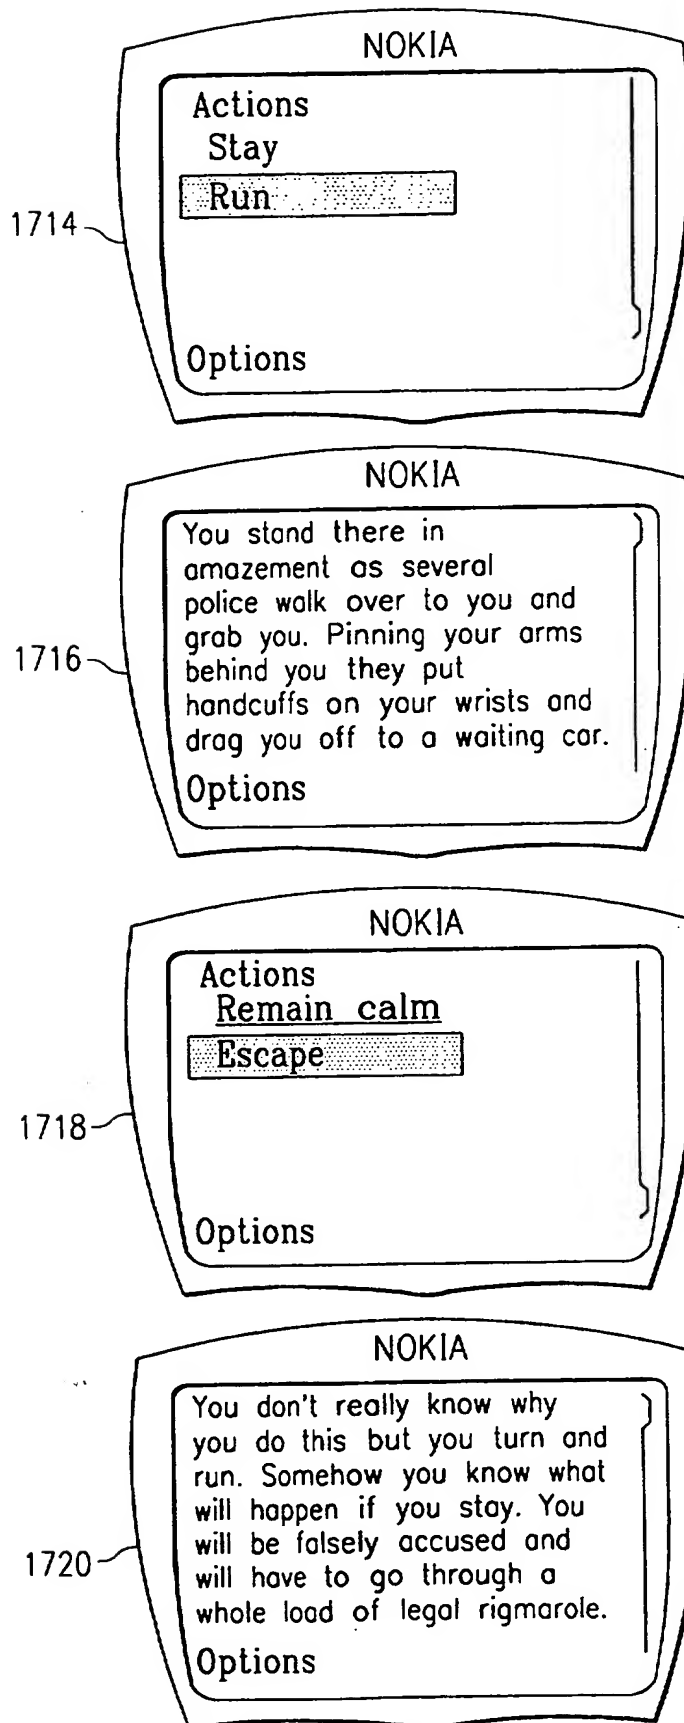 NOKIA
Actions
Stay
Run
1714
Options
NOKIA
You stand there in
amazement as several
police walk over to you and
grab you. Pinning your arms
behind you they put
handcuffs on your wrists and
drag you off to a waiting car.
1716
Options
NOKIA
Actions
Remain calm
Escape
1718
Options
NOKIA
You don't really know why
you do this but you turn and
run. Somehow you know what
will happen if you stay. You
will be falsely accused and
will have to go through a
whole load of legal rigmarole.
1720
Options